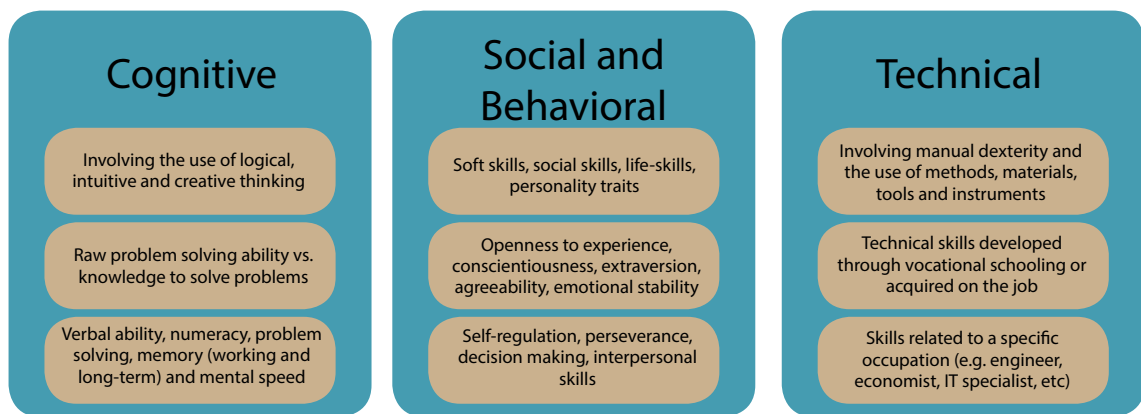 Cognitive
Involving the use of logical,
intuitive and creative thinking
Raw problem solving ability vs.
knowledge to solve problems
Verbal ability, numeracy, problem
solving, memory (working and
long-term) and mental speed
Social and
Behavioral
Soft skills, social skills, life-skills,
personality traits
Openness to experience,
conscientiousness, extraversion,
agreeability, emotional stability
Self-regulation, perseverance,
decision making, interpersonal
skills
Technical
Involving manual dexterity and
the use of methods, materials,
tools and instruments
Technical skills developed
through vocational schooling or
acquired on the job
Skills related to a specific
occupation (e.g. engineer,
economist, IT specialist, etc)